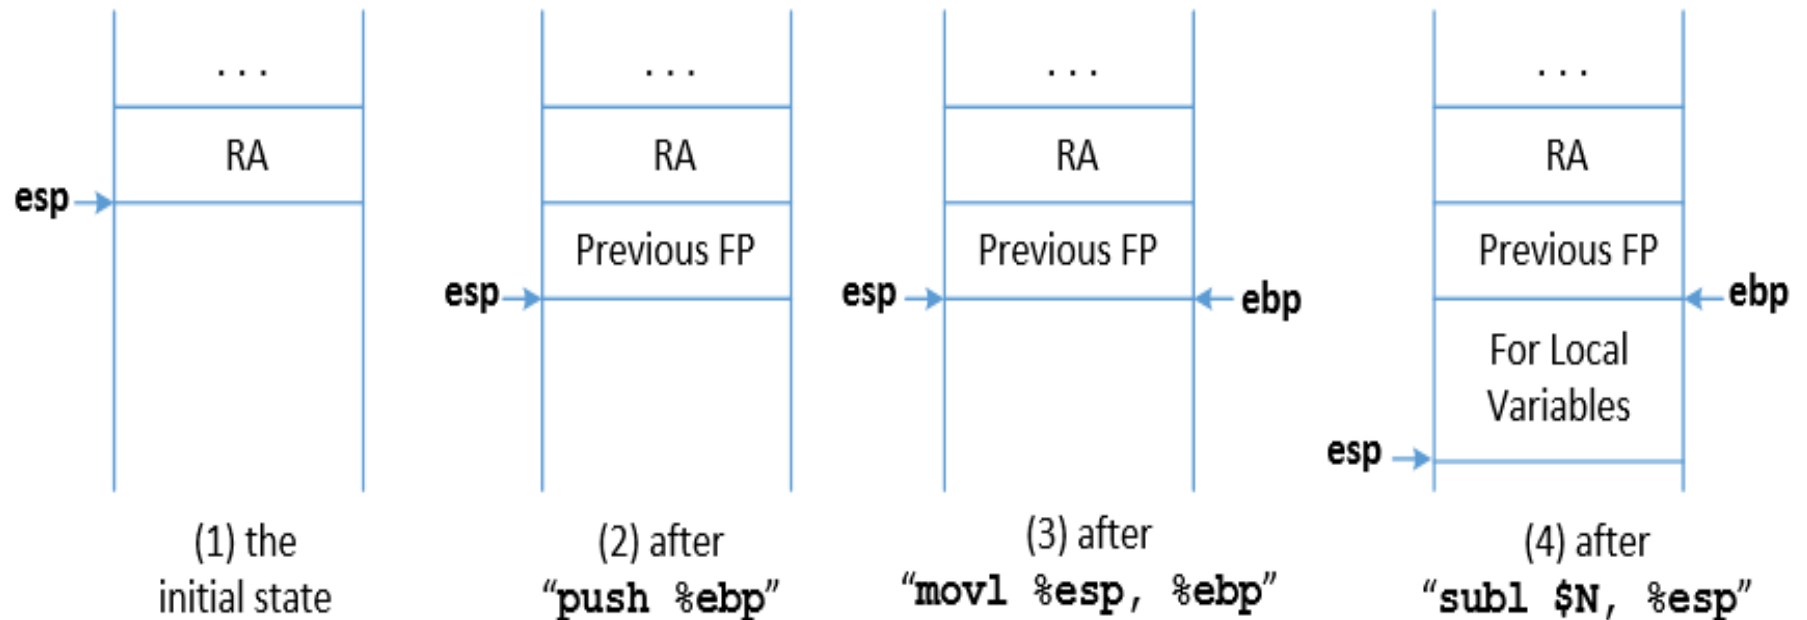 . . .
RA
esp
(1) the
initial state
. . .
RA
Previous FP
esp
(2) after
“push %ebp”
. . .
RA
Previous FP
esp
ebp
(3) after
“movl %esp, %ebp”
. . .
RA
Previous FP
ebp
For Local
Variables
esp
(4) after
“subl $N, %esp”